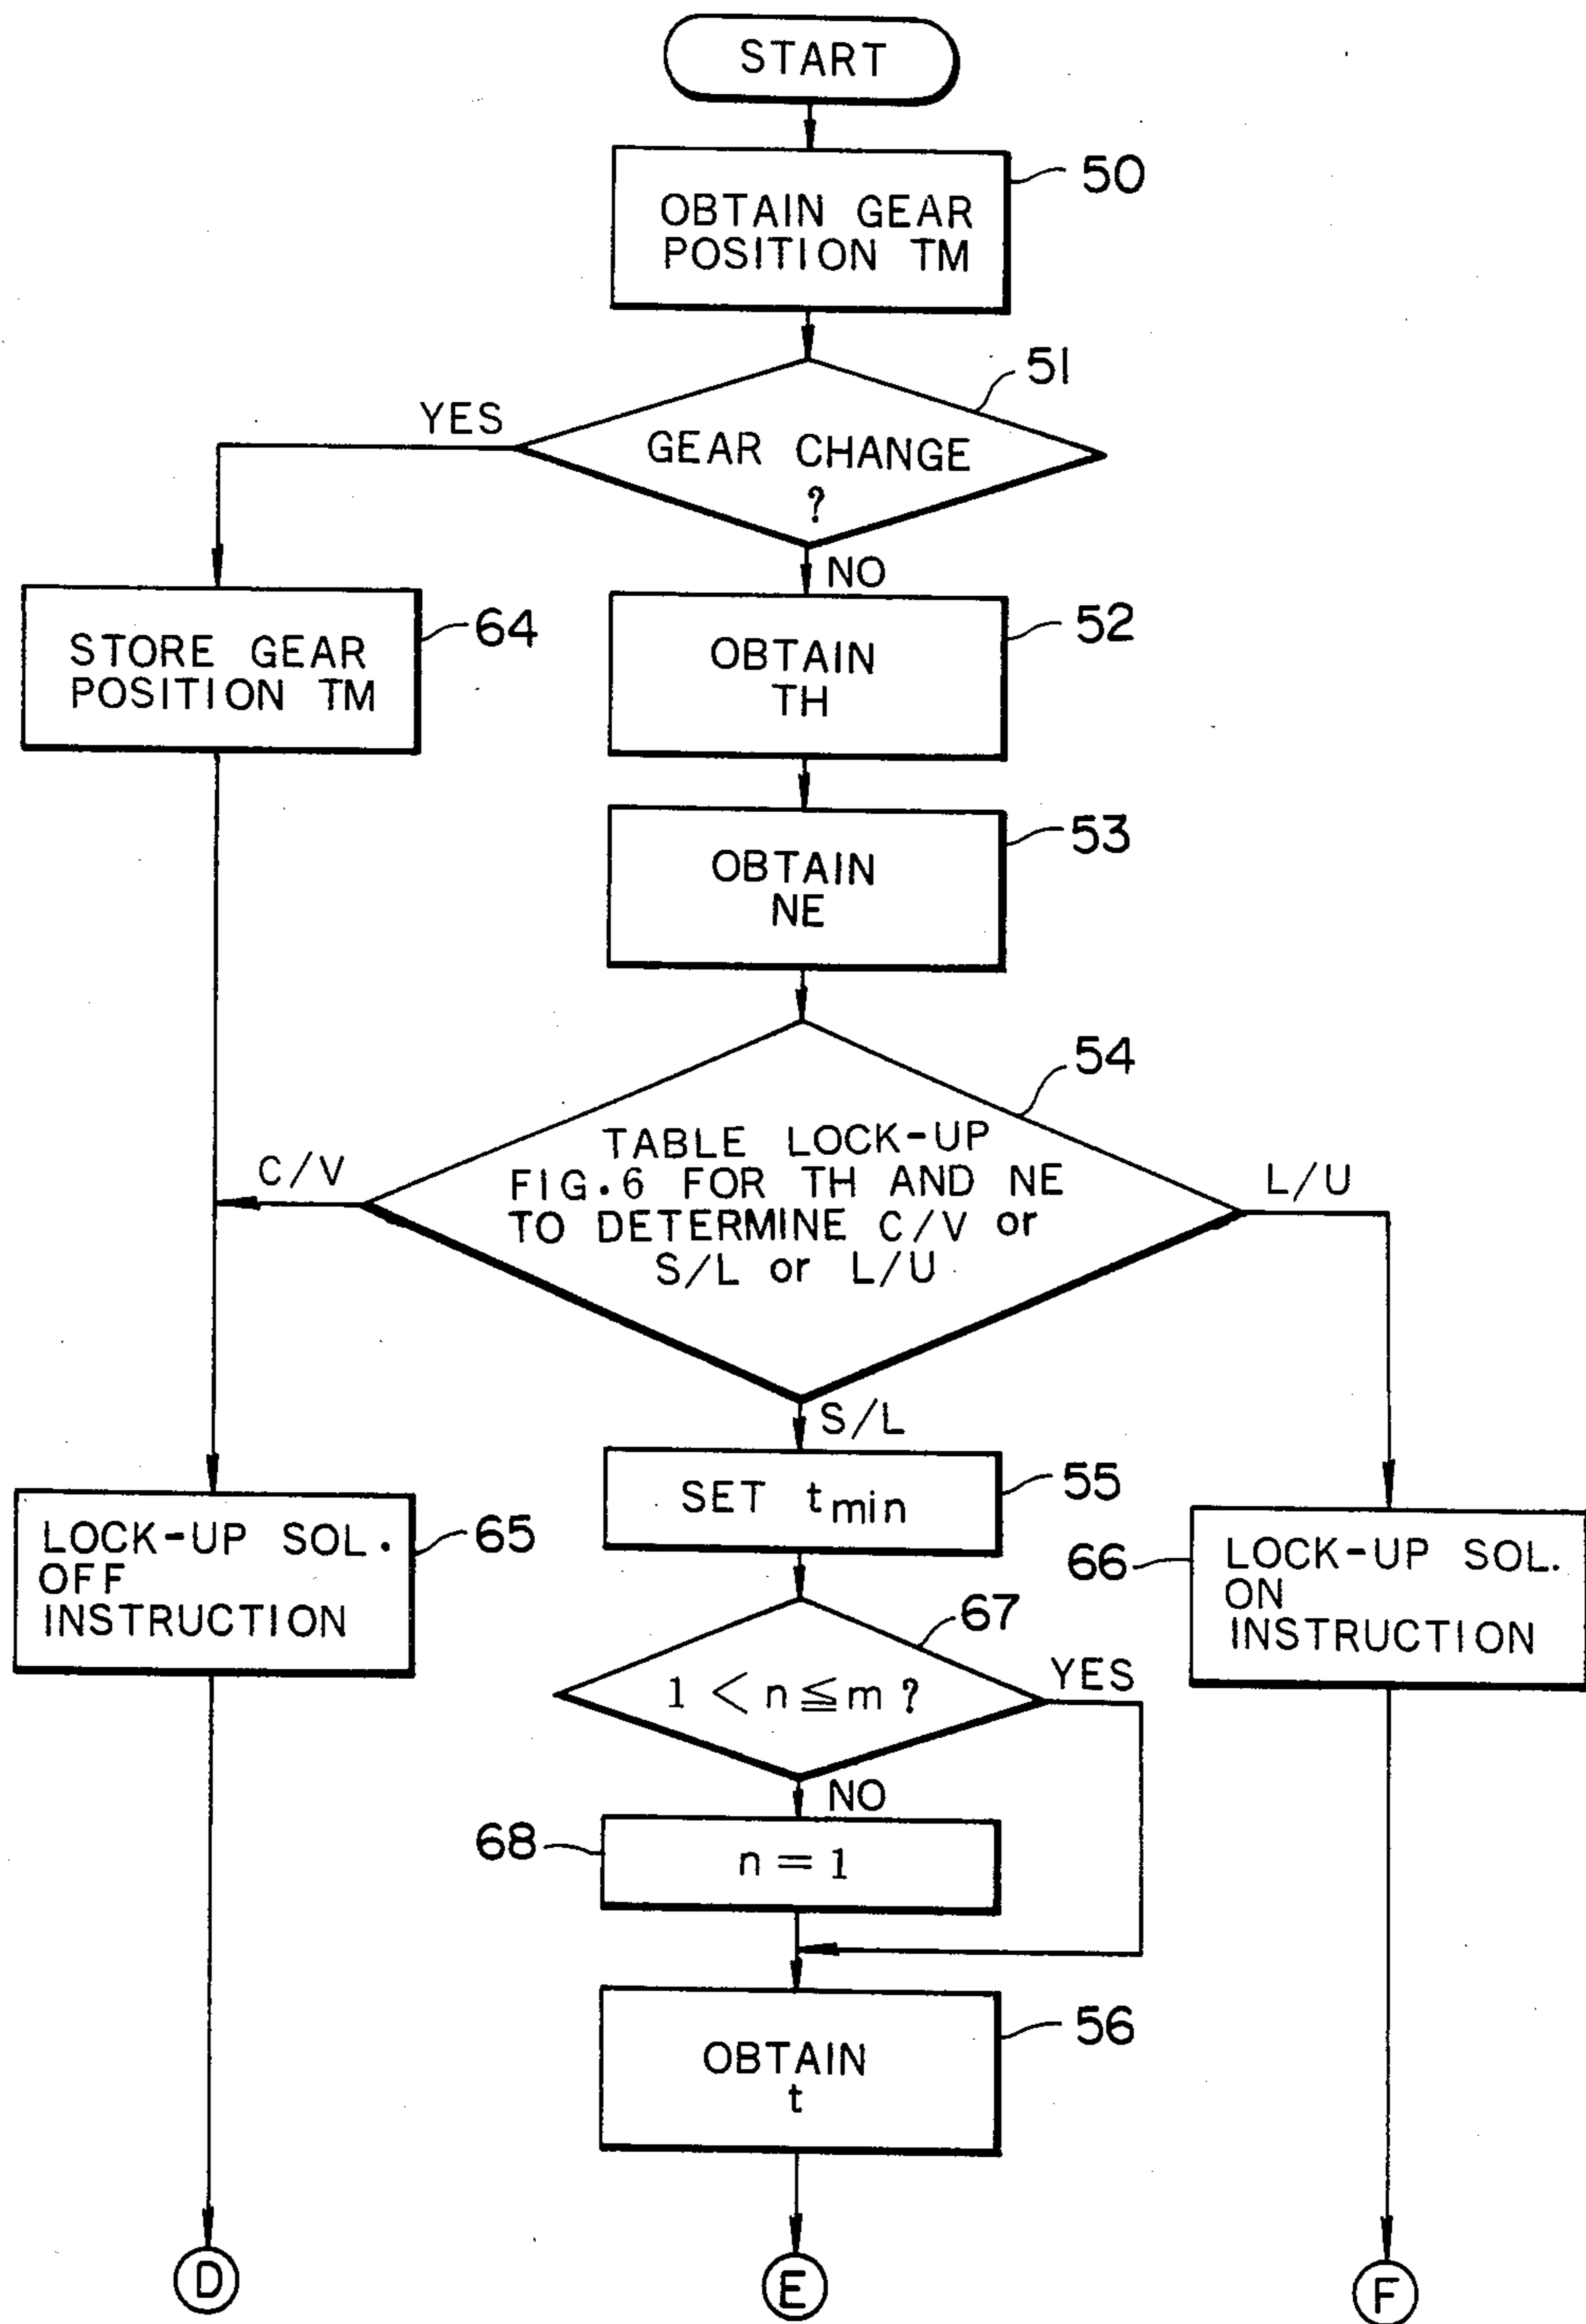 START
50
OBTAIN GEAR
POSITION TM
51
YES
GEAR CHANGE
?
NO
64
STORE GEAR
POSITION TM
52
OBTAIN
TH
53
OBTAIN
NE
54
C/V
TABLE LOCK-UP
FIG.6 FOR TH AND NE
TO DETERMINE C/V or
S/L or L/U
L/U
S/L
55
SET tmin
65
LOCK-UP SOL.
OFF
INSTRUCTION
66
LOCK-UP SOL.
ON
INSTRUCTION
67
1 < n ≦ m ?
YES
NO
68
n = 1
56
OBTAIN
t
D
E
F